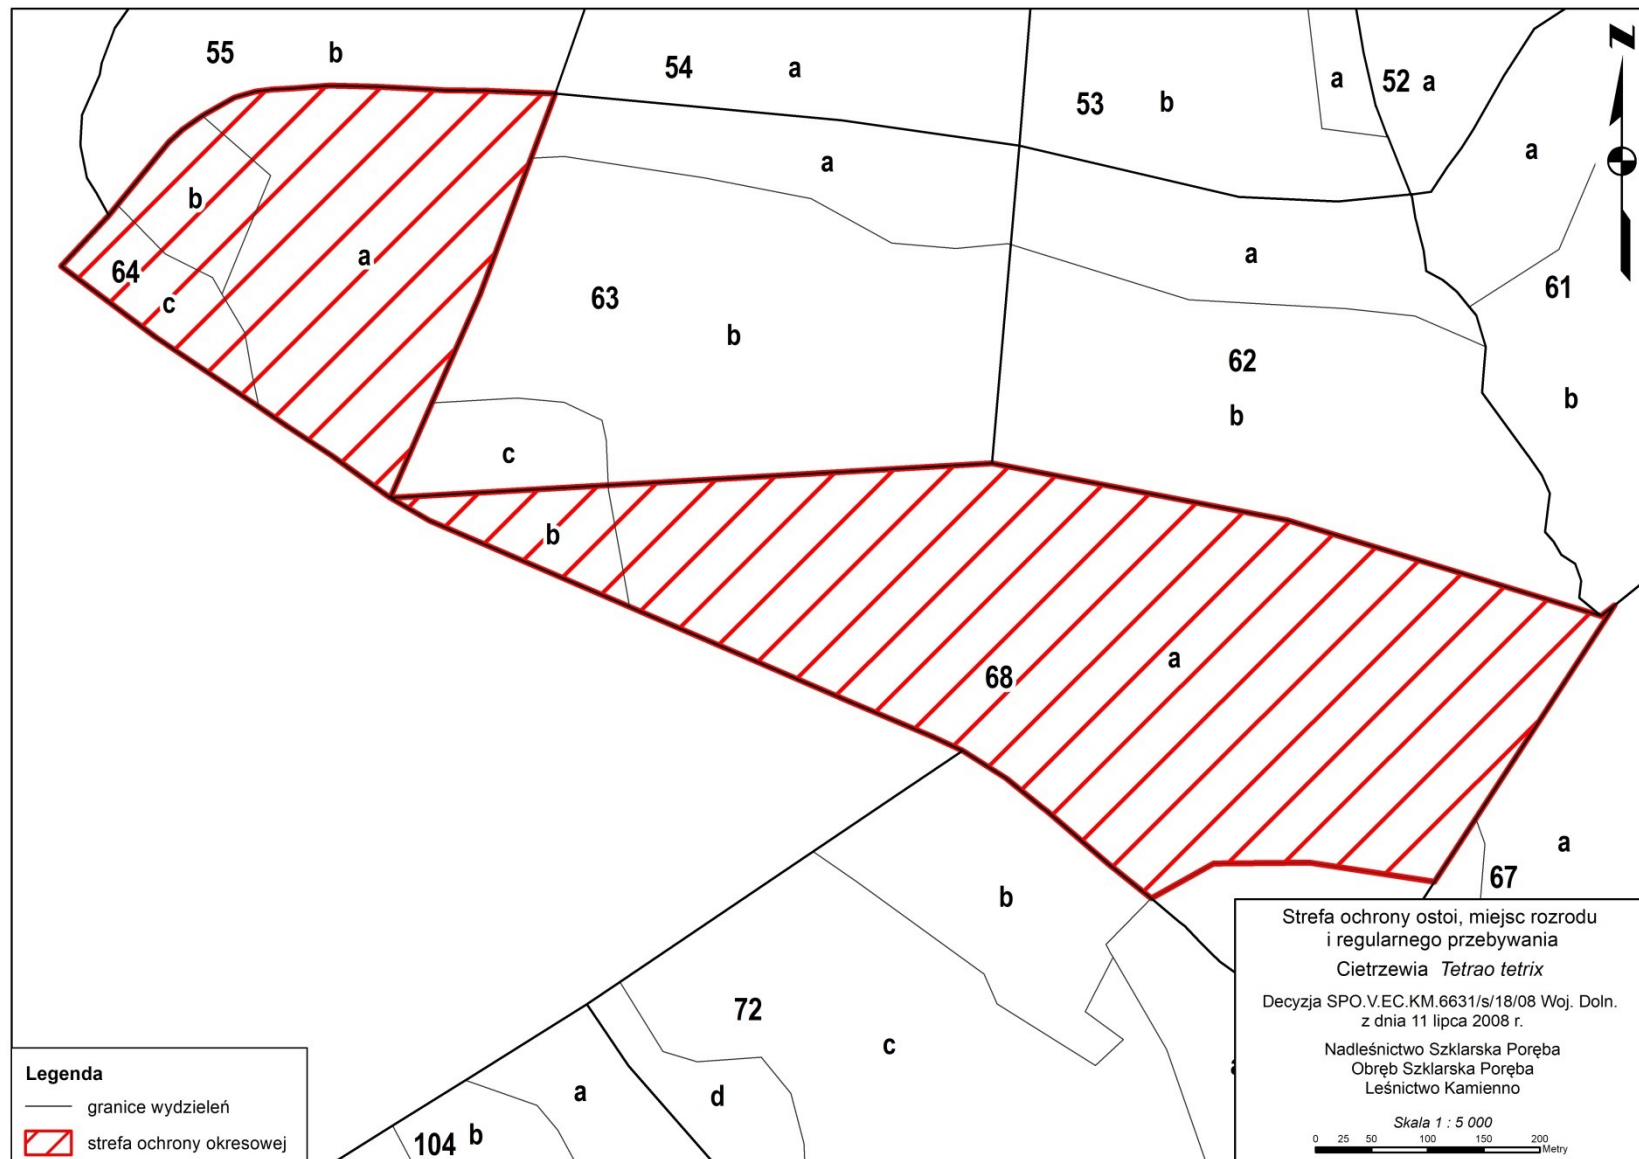 55 b
54 a
53 b
a
52 a
N
a
a
b
a
a
64
c
63
b
61
62
b
b
c
b
68
a
a
67
b
72
c
a
d
104 b
a
Strefa ochrony ostoi, miejsc rozrodu
i regularnego przebywania
Cietrzewia Tetrao tetrix
Decyzja SPO.V.EC.KM.6631/s/18/08 Woj. Doln.
z dnia 11 lipca 2008 r.
Nadleśnictwo Szklarska Poręba
Obręb Szklarska Poręba
Leśnictwo Kamienno
Skala 1 : 5 000
0 25 50 100 150 200
Metry
Legenda
granice wydzieleń
strefa ochrony okresowej